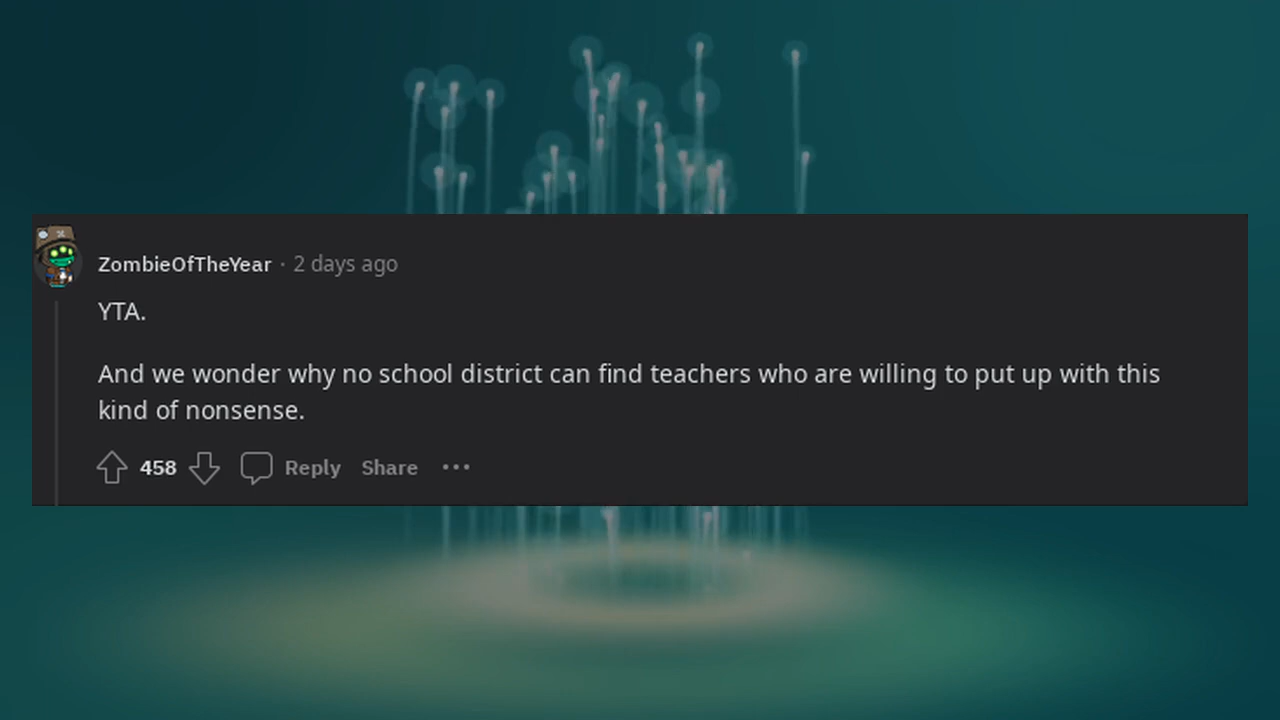 ZombieOfTheYear · 2 days ago
YTA.
And we wonder why no school district can find teachers who are willing to put up with this
kind of nonsense.
458 Reply Share ···